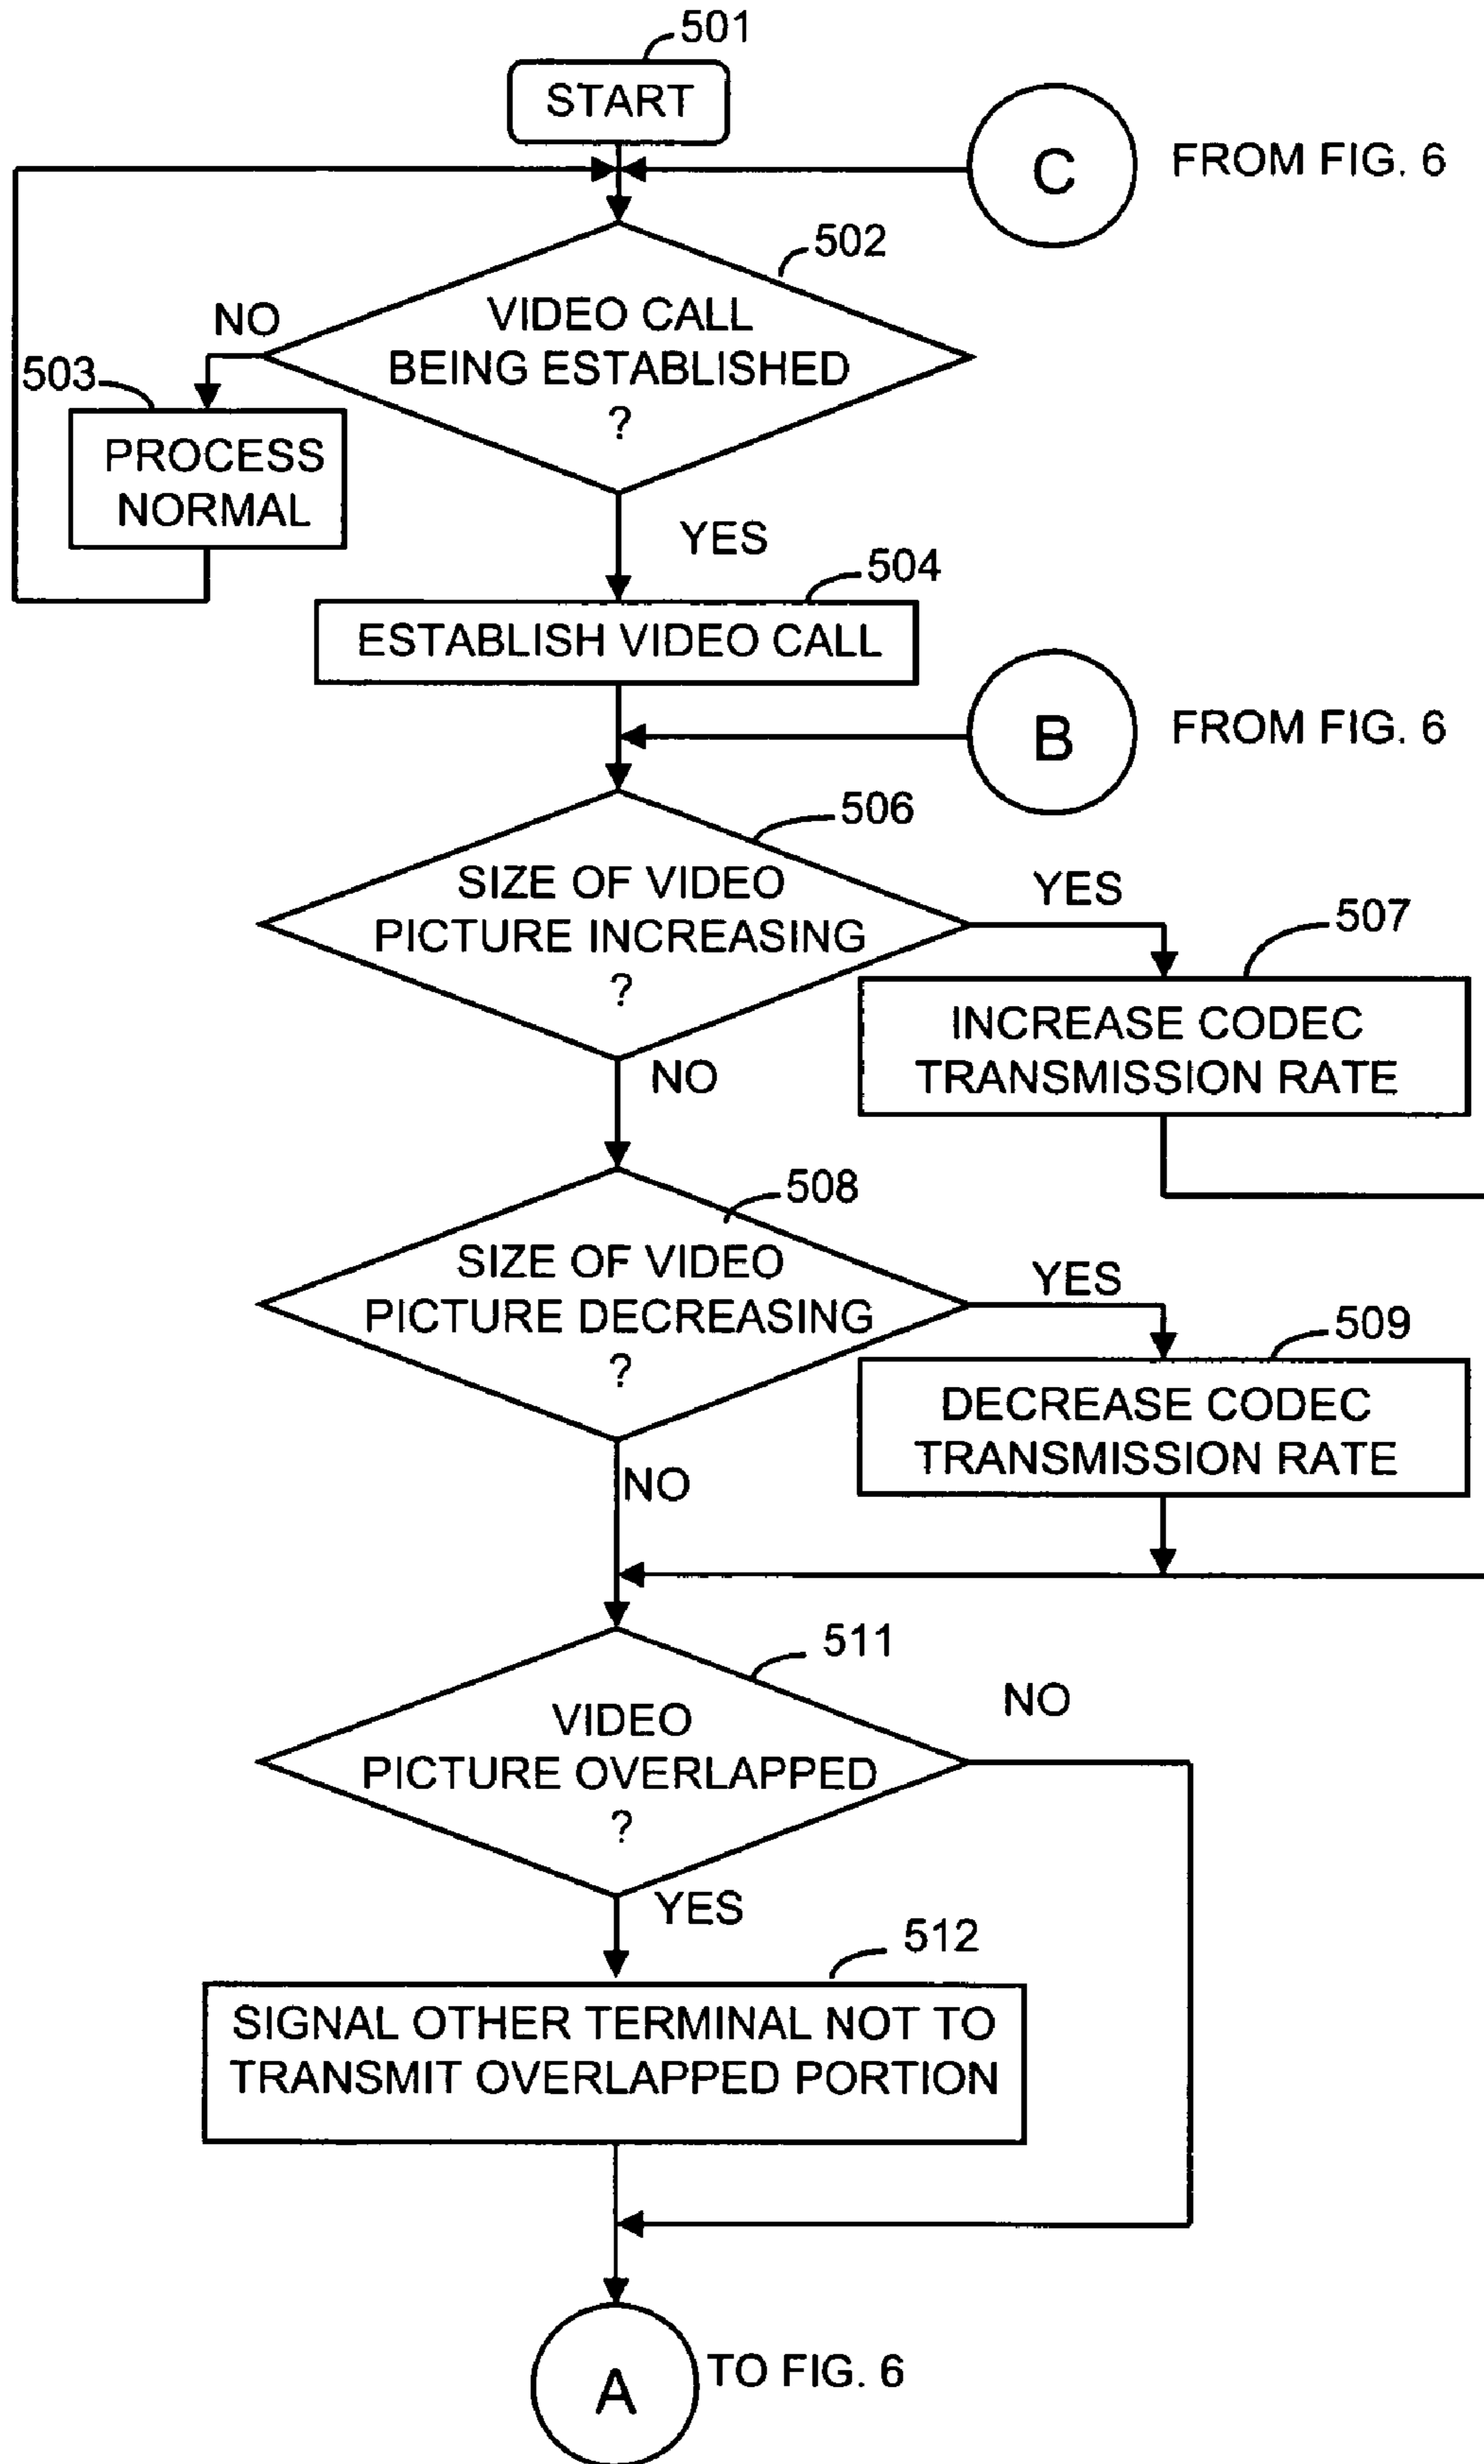 501
START
C
FROM FIG. 6
502
VIDEO CALL
BEING ESTABLISHED
?
NO
503
PROCESS
NORMAL
YES
504
ESTABLISH VIDEO CALL
B
FROM FIG. 6
506
SIZE OF VIDEO
PICTURE INCREASING
?
YES
507
INCREASE CODEC
TRANSMISSION RATE
NO
508
SIZE OF VIDEO
PICTURE DECREASING
?
YES
509
DECREASE CODEC
TRANSMISSION RATE
NO
511
VIDEO
PICTURE OVERLAPPED
?
NO
YES
512
SIGNAL OTHER TERMINAL NOT TO
TRANSMIT OVERLAPPED PORTION
A
TO FIG. 6